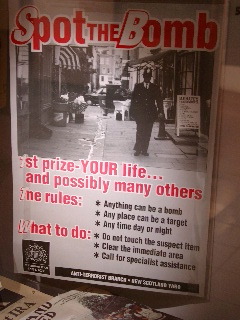 Spot THE Bomb
1st prize-YOUR life...
and possibly many others
The rules:
* Anything can be a bomb
* Any place can be a target
* Any time day or night
What to do:
* Do not touch the suspect item
* Clear the immediate area
* Call for specialist assistance
ANTI-TERRORIST BRANCH • NEW SCOTLAND YARD